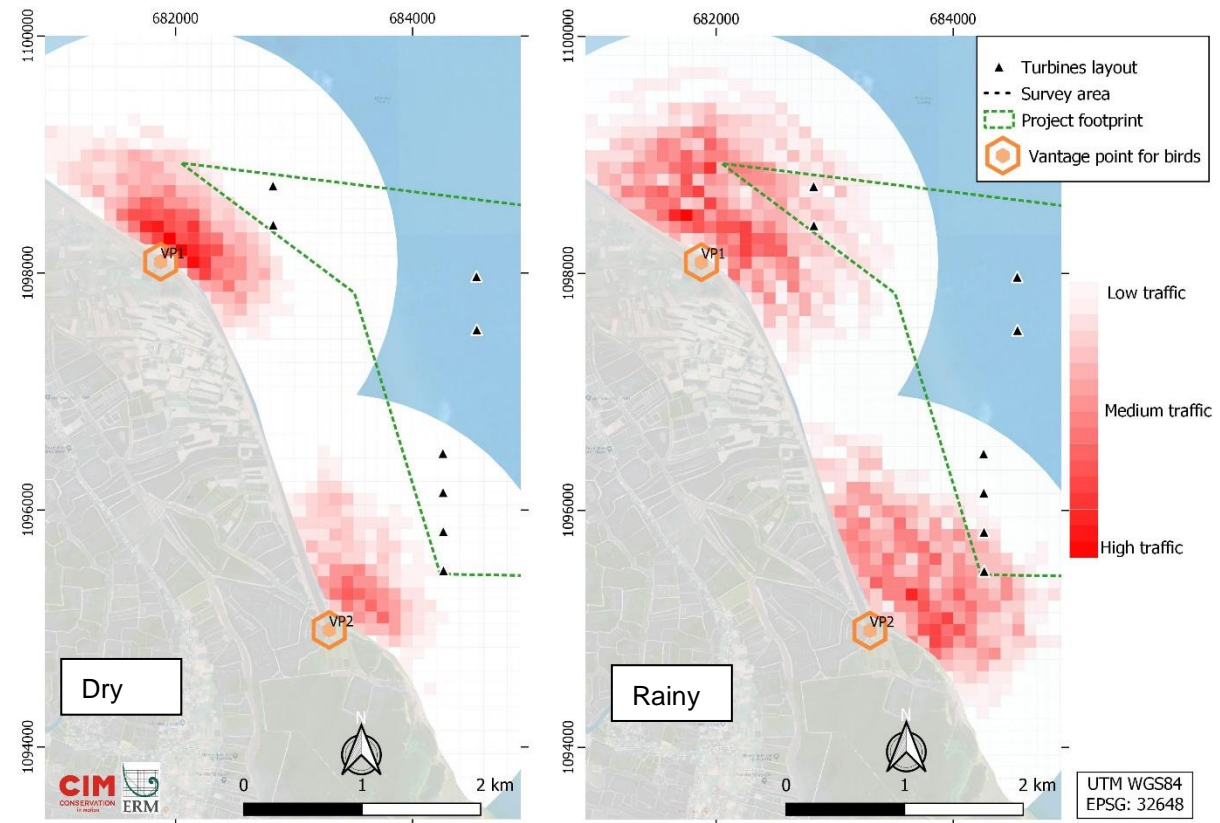 682000
684000
682000
684000
1100000
1098000
1096000
1094000
1100000
1098000
1096000
1094000
VP1
VP2
Dry
CIM
CONSERVATION
in motion
ERM
N
0
1
2 km
VP1
VP2
Rainy
N
0
1
2 km
Turbines layout
Survey area
Project footprint
Vantage point for birds
Low traffic
Medium traffic
High traffic
UTM WGS84
EPSG: 32648